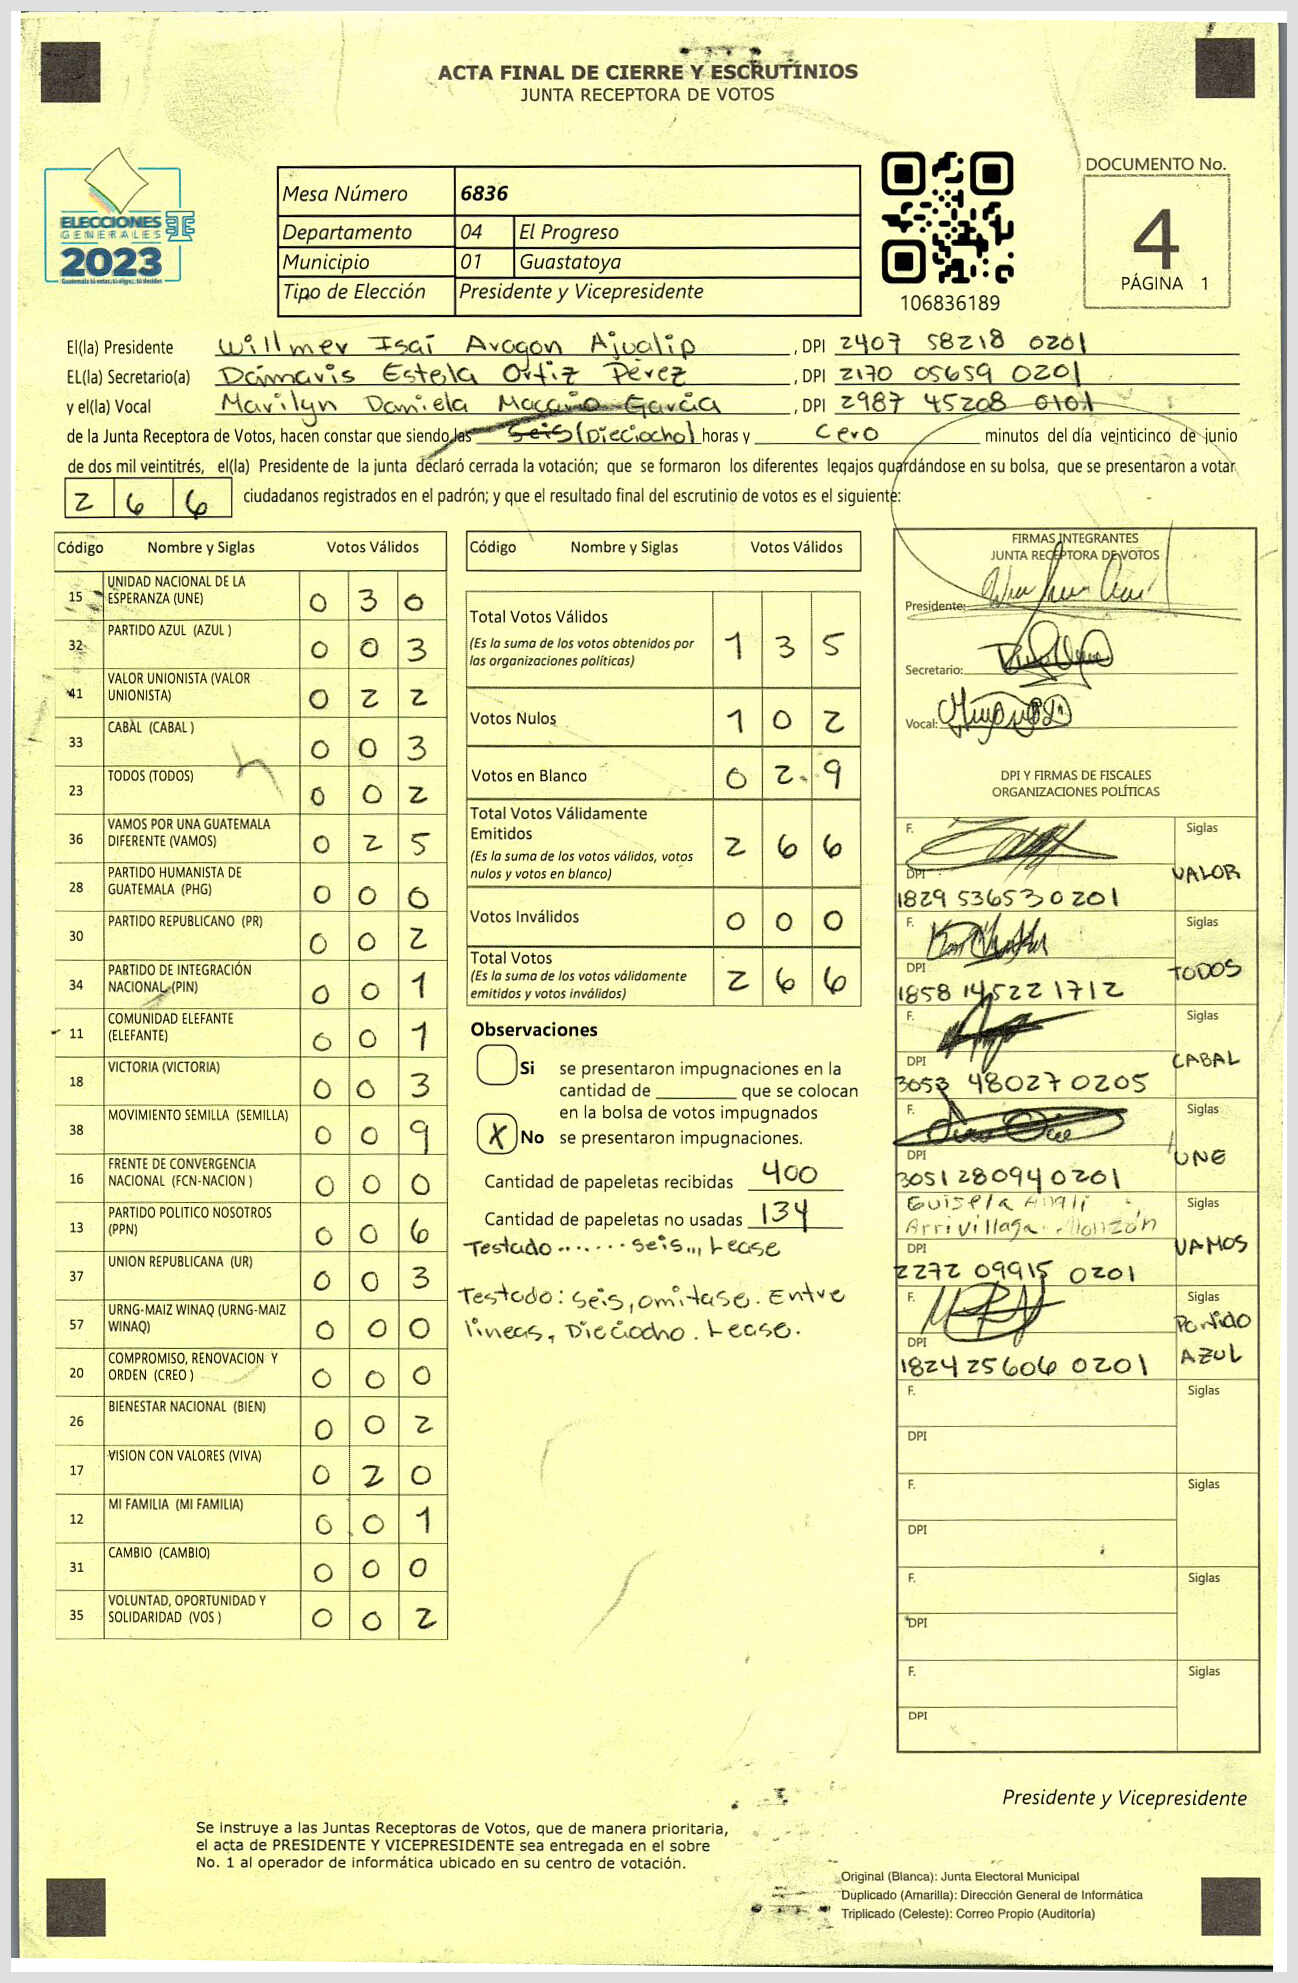 ACTA FINAL DE CIERRE Y ESCRUTINIOS
JUNTA RECEPTORA DE VOTOS
ELECCIONES
GENERALES
2023
Mesa Número 6836
Departamento 04 El Progreso
Municipio 01 Guastatoya
Tipo de Elección Presidente y Vicepresidente
106836189
DOCUMENTO No.
4
PÁGINA 1
El(la) Presidente Willmer Isaí Aragon Ajualip, DPI 2407 58218 0201
EL(la) Secretario(a) Dámaris Estela Ortiz Pérez, DPI 2170 05659 0201
y el(la) Vocal Marilyn Daniela Macario García, DPI 2987 45208 0101
de la Junta Receptora de Votos, hacen constar que siendo las Seis (Dieciocho) horas y Cero minutos del día veinticinco de junio
de dos mil veintitrés, el(la) Presidente de la junta declaró cerrada la votación; que se formaron los diferentes legajos guardándose en su bolsa, que se presentaron a votar
2 6 6 ciudadanos registrados en el padrón; y que el resultado final del escrutinio de votos es el siguiente:
Código Nombre y Siglas Votos Válidos
15 UNIDAD NACIONAL DE LA ESPERANZA (UNE) 0 3 0
32 PARTIDO AZUL (AZUL ) 0 0 3
41 VALOR UNIONISTA (VALOR UNIONISTA) 0 2 2
33 CABAL (CABAL ) 0 0 3
23 TODOS (TODOS) 0 0 2
36 VAMOS POR UNA GUATEMALA DIFERENTE (VAMOS) 0 2 5
28 PARTIDO HUMANISTA DE GUATEMALA (PHG) 0 0 0
30 PARTIDO REPUBLICANO (PR) 0 0 2
34 PARTIDO DE INTEGRACIÓN NACIONAL (PIN) 0 0 1
11 COMUNIDAD ELEFANTE (ELEFANTE) 0 0 1
18 VICTORIA (VICTORIA) 0 0 3
38 MOVIMIENTO SEMILLA (SEMILLA) 0 0 9
16 FRENTE DE CONVERGENCIA NACIONAL (FCN-NACION ) 0 0 0
13 PARTIDO POLITICO NOSOTROS (PPN) 0 0 6
37 UNION REPUBLICANA (UR) 0 0 3
57 URNG-MAIZ WINAQ (URNG-MAIZ WINAQ) 0 0 0
20 COMPROMISO, RENOVACION Y ORDEN (CREO ) 0 0 0
26 BIENESTAR NACIONAL (BIEN) 0 0 2
17 VISION CON VALORES (VIVA) 0 2 0
12 MI FAMILIA (MI FAMILIA) 0 0 1
31 CAMBIO (CAMBIO) 0 0 0
35 VOLUNTAD, OPORTUNIDAD Y SOLIDARIDAD (VOS ) 0 0 2
Código Nombre y Siglas Votos Válidos
Total Votos Válidos 1 3 5
(Es la suma de los votos obtenidos por
las organizaciones políticas)
Votos Nulos 1 0 2
Votos en Blanco 0 2 9
Total Votos Válidamente
Emitidos 2 6 6
(Es la suma de los votos válidos, votos
nulos y votos en blanco)
Votos Inválidos 0 0 0
Total Votos 2 6 6
(Es la suma de los votos válidamente
emitidos y votos inválidos)
Observaciones
Si se presentaron impugnaciones en la
cantidad de ________ que se colocan
en la bolsa de votos impugnados
X No se presentaron impugnaciones.
Cantidad de papeletas recibidas 400
Cantidad de papeletas no usadas 134
Testado ....... seis,,, Lease
Testado: seis, omitase. Entre
lineas, Dieciocho. Lease.
FIRMAS INTEGRANTES
JUNTA RECEPTORA DE VOTOS
Presidente:
Secretario:
Vocal:
DPI Y FIRMAS DE FISCALES
ORGANIZACIONES POLÍTICAS
F. Siglas
DPI VALOR
1829 53653 0201
F. Siglas
DPI TODOS
1858 14522 1712
F. Siglas
DPI CABAL
3053 48027 0205
F. Siglas
DPI UNE
3051 28094 0201
F. Guisela Anali Siglas
Arrivillaga Monzón
DPI VAMOS
2272 09915 0201
F. Siglas
DPI Partido AZUL
1824 25606 0201
F. Siglas
DPI
F. Siglas
DPI
F. Siglas
DPI
F. Siglas
DPI
Presidente y Vicepresidente
Se instruye a las Juntas Receptoras de Votos, que de manera prioritaria,
el acta de PRESIDENTE Y VICEPRESIDENTE sea entregada en el sobre
No. 1 al operador de informática ubicado en su centro de votación.
Original (Blanca): Junta Electoral Municipal
Duplicado (Amarilla): Dirección General de Informática
Triplicado (Celeste): Correo Propio (Auditoría)